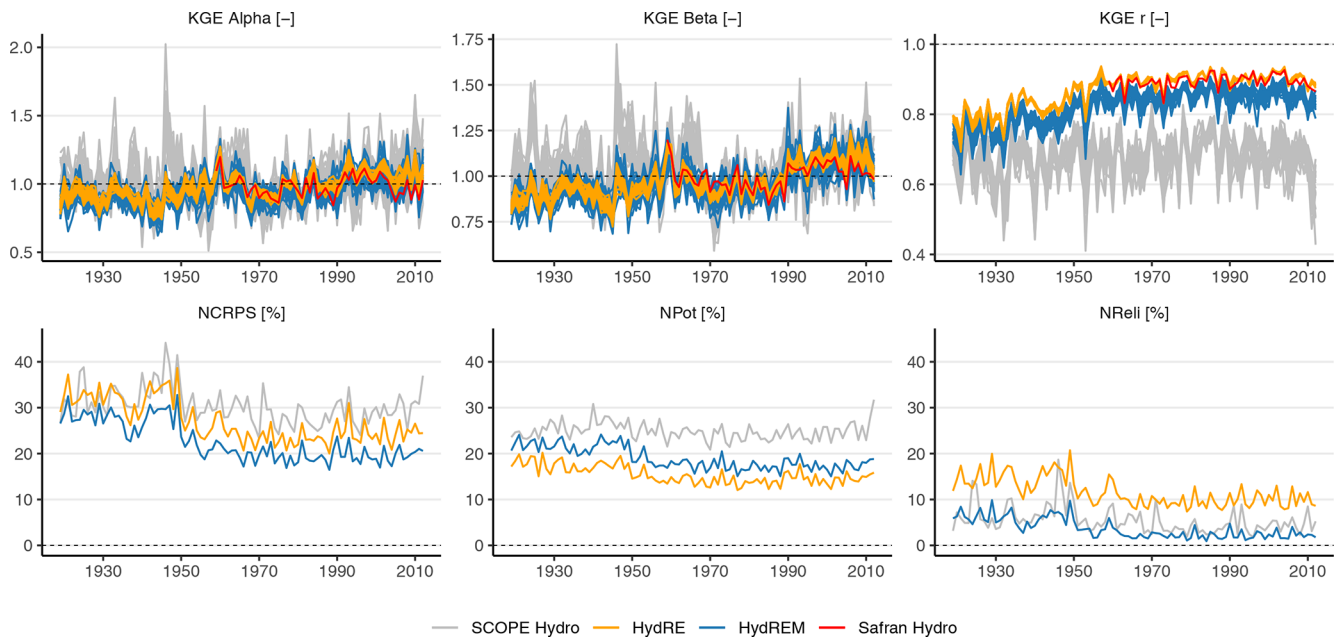 KGE Alpha [–]
2.0
1.5
1.0
0.5
1930 1950 1970 1990 2010
KGE Beta [–]
1.75
1.50
1.25
1.00
0.75
1930 1950 1970 1990 2010
KGE r [–]
1.0
0.8
0.6
0.4
1930 1950 1970 1990 2010
NCRPS [%]
40
30
20
10
0
1930 1950 1970 1990 2010
NPot [%]
40
30
20
10
0
1930 1950 1970 1990 2010
NReli [%]
40
30
20
10
0
1930 1950 1970 1990 2010
SCOPE Hydro HydRE HydREM Safran Hydro